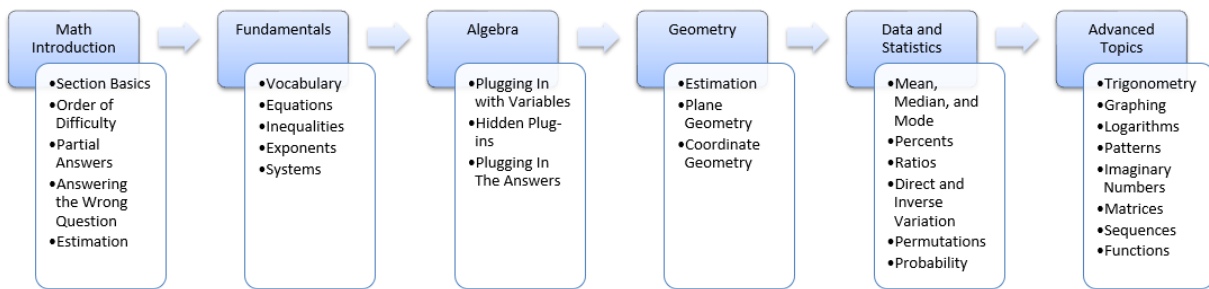 Math
Introduction
•Section Basics
•Order of
Difficulty
•Partial
Answers
•Answering
the Wrong
Question
•Estimation
Fundamentals
•Vocabulary
•Equations
•Inequalities
•Exponents
•Systems
Algebra
•Plugging In
with Variables
•Hidden Plug-
ins
•Plugging In
The Answers
Geometry
•Estimation
•Plane
Geometry
•Coordinate
Geometry
Data and
Statistics
•Mean,
Median, and
Mode
•Percents
•Ratios
•Direct and
Inverse
Variation
•Permutations
•Probability
Advanced
Topics
•Trigonometry
•Graphing
•Logarithms
•Patterns
•Imaginary
Numbers
•Matrices
•Sequences
•Functions